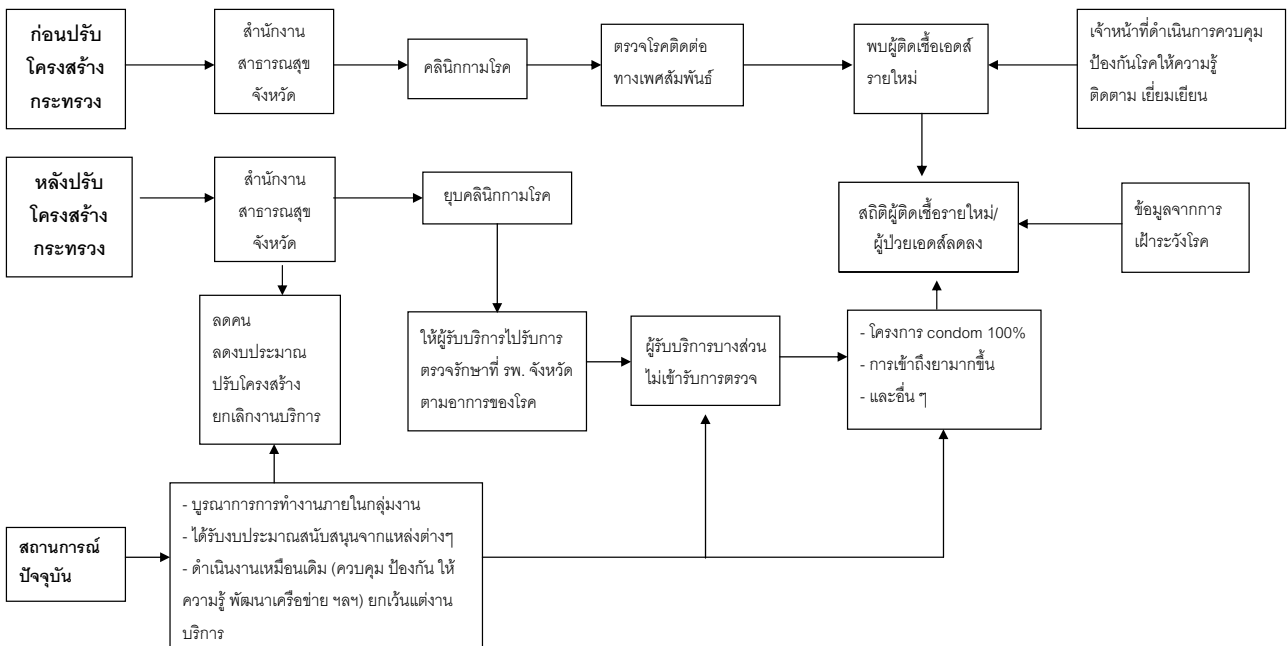 ก่อนปรับ
โครงสร้าง
กระทรวง
สำนักงาน
สาธารณสุข
จังหวัด
คลินิกกามโรค
ตรวจโรคติดต่อ
ทางเพศสัมพันธ์
พบผู้ติดเชื้อเอดส์
รายใหม่
เจ้าหน้าที่ดำเนินการควบคุม
ป้องกันโรคให้ความรู้
ติดตาม เยี่ยมเยียน
หลังปรับ
โครงสร้าง
กระทรวง
สำนักงาน
สาธารณสุข
จังหวัด
ยุบคลินิกกามโรค
สถิติผู้ติดเชื้อรายใหม่/
ผู้ป่วยเอดส์ลดลง
ข้อมูลจากการ
เฝ้าระวังโรค
ลดคน
ลดงบประมาณ
ปรับโครงสร้าง
ยกเลิกงานบริการ
ให้ผู้รับบริการไปรับการ
ตรวจรักษาที่ รพ. จังหวัด
ตามอาการของโรค
ผู้รับบริการบางส่วน
ไม่เข้ารับการตรวจ
- โครงการ condom 100%
- การเข้าถึงยามากขึ้น
- และอื่น ๆ
สถานการณ์
ปัจจุบัน
- บูรณาการการทำงานภายในกลุ่มงาน
- ได้รับงบประมาณสนับสนุนจากแหล่งต่างๆ
- ดำเนินงานเหมือนเดิม (ควบคุม ป้องกัน ให้
ความรู้ พัฒนาเครือข่าย ฯลฯ) ยกเว้นแต่งาน
บริการ